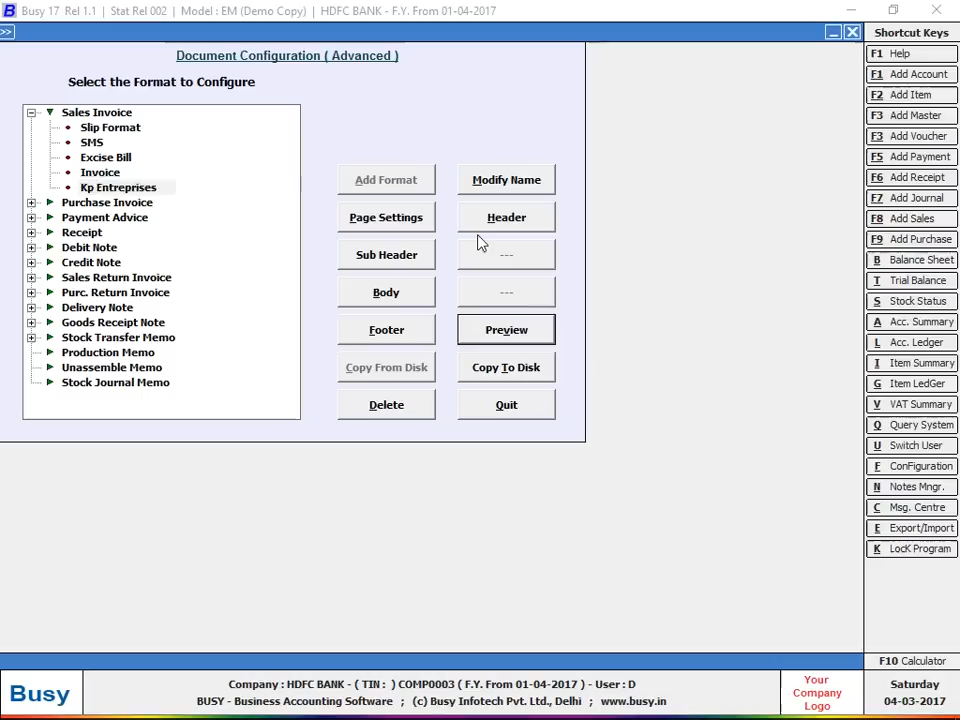 Busy 17 Rel 1.1 | Stat Rel 002 | Model : EM (Demo Copy) | HDFC BANK - F.Y. From 01-04-2017
>>
Document Configuration ( Advanced )
Select the Format to Configure
Sales Invoice
Slip Format
SMS
Excise Bill
Invoice
Kp Entreprises
Purchase Invoice
Payment Advice
Receipt
Debit Note
Credit Note
Sales Return Invoice
Purc. Return Invoice
Delivery Note
Goods Receipt Note
Stock Transfer Memo
Production Memo
Unassemble Memo
Stock Journal Memo
Add Format
Modify Name
Page Settings
Header
Sub Header
---
Body
---
Footer
Preview
Copy From Disk
Copy To Disk
Delete
Quit
Shortcut Keys
F1 Help
F1 Add Account
F2 Add Item
F3 Add Master
F3 Add Voucher
F5 Add Payment
F6 Add Receipt
F7 Add Journal
F8 Add Sales
F9 Add Purchase
B Balance Sheet
T Trial Balance
S Stock Status
A Acc. Summary
L Acc. Ledger
I Item Summary
G Item LedGer
V VAT Summary
Q Query System
U Switch User
F ConFiguration
N Notes Mngr.
C Msg. Centre
E Export/Import
K LocK Program
F10 Calculator
Busy
Company : HDFC BANK - ( TIN : ) COMP0003 ( F.Y. From 01-04-2017 ) - User : D
BUSY - Business Accounting Software ; (c) Busy Infotech Pvt. Ltd., Delhi ; www.busy.in
Your
Company
Logo
Saturday
04-03-2017